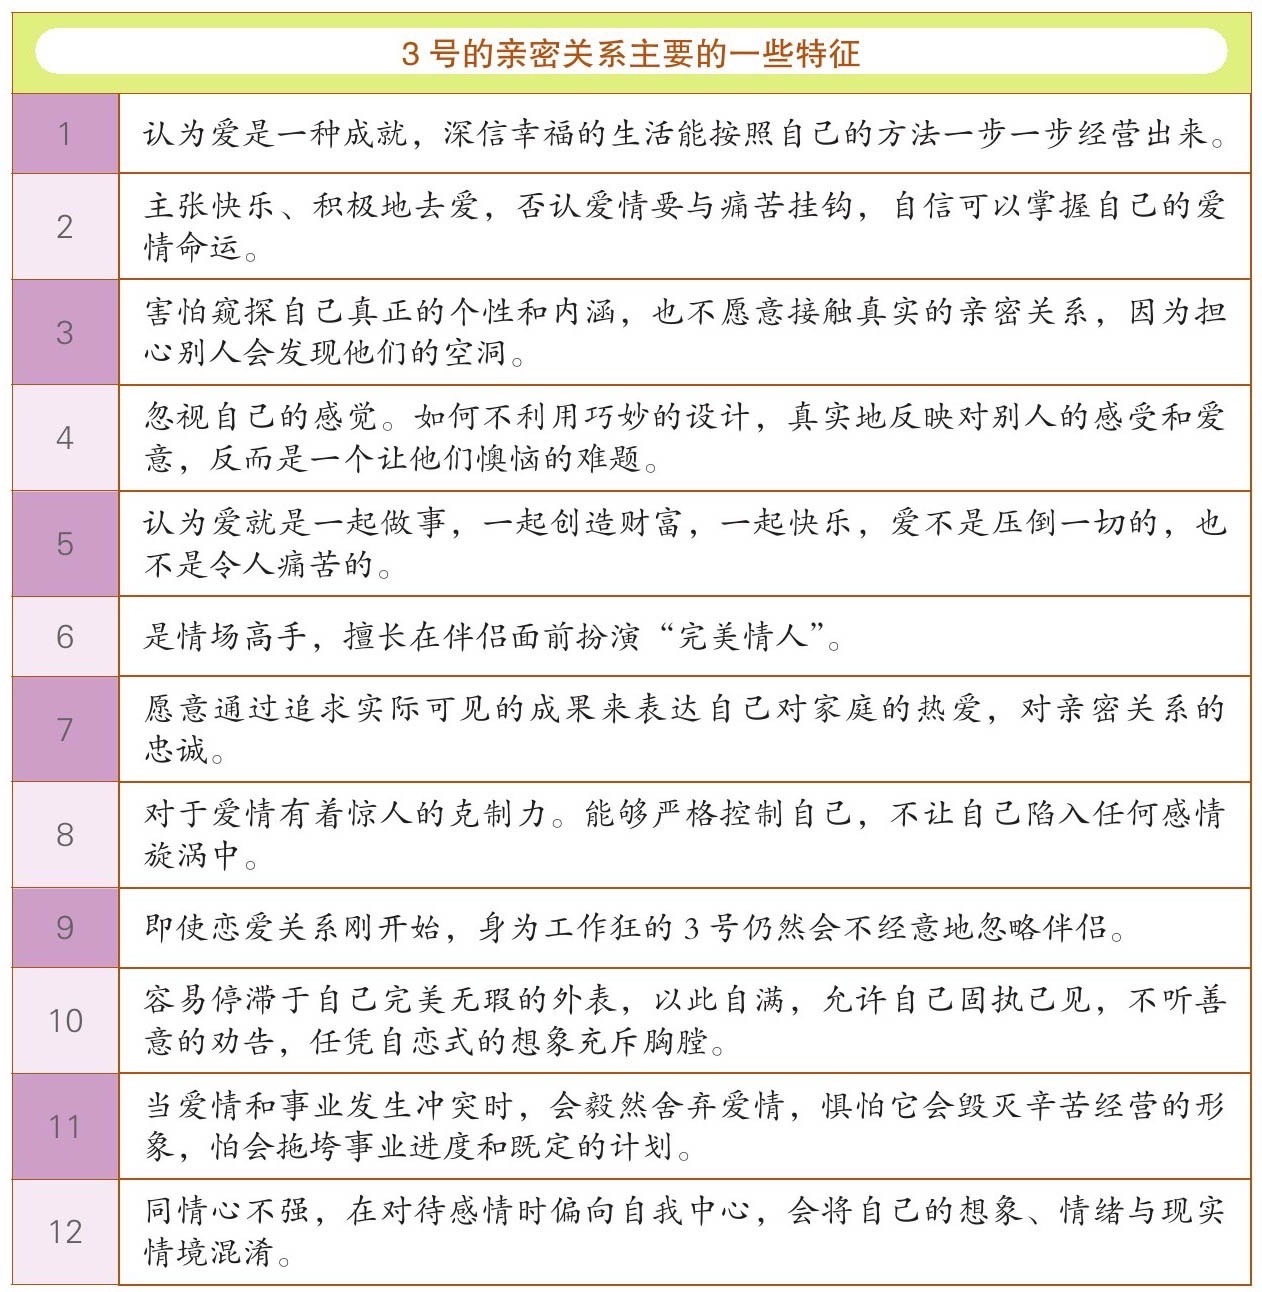 3号的亲密关系主要的一些特征
1
认为爱是一种成就，深信幸福的生活能按照自己的方法一步一步经营出来。
2
主张快乐、积极地去爱，否认爱情要与痛苦挂钩，自信可以掌握自己的爱
情命运。
3
害怕窥探自己真正的个性和内涵，也不愿意接触真实的亲密关系，因为担
心别人会发现他们的空洞。
4
忽视自己的感觉。如何不利用巧妙的设计，真实地反映对别人的感受和爱
意，反而是一个让他们懊恼的难题。
5
认为爱就是一起做事，一起创造财富，一起快乐，爱不是压倒一切的，也
不是令人痛苦的。
6
是情场高手，擅长在伴侣面前扮演“完美情人”。
7
愿意通过追求实际可见的成果来表达自己对家庭的热爱，对亲密关系的
忠诚。
8
对于爱情有着惊人的克制力。能够严格控制自己，不让自己陷入任何感情
旋涡中。
9
即使恋爱关系刚开始，身为工作狂的3号仍然会不经意地忽略伴侣。
10
容易停滞于自己完美无瑕的外表，以此自满，允许自己固执己见，不听善
意的劝告，任凭自恋式的想象充斥胸膛。
11
当爱情和事业发生冲突时，会毅然舍弃爱情，惧怕它会毁灭辛苦经营的形
象，怕会拖垮事业进度和既定的计划。
12
同情心不强，在对待感情时偏向自我中心，会将自己的想象、情绪与现实
情境混淆。